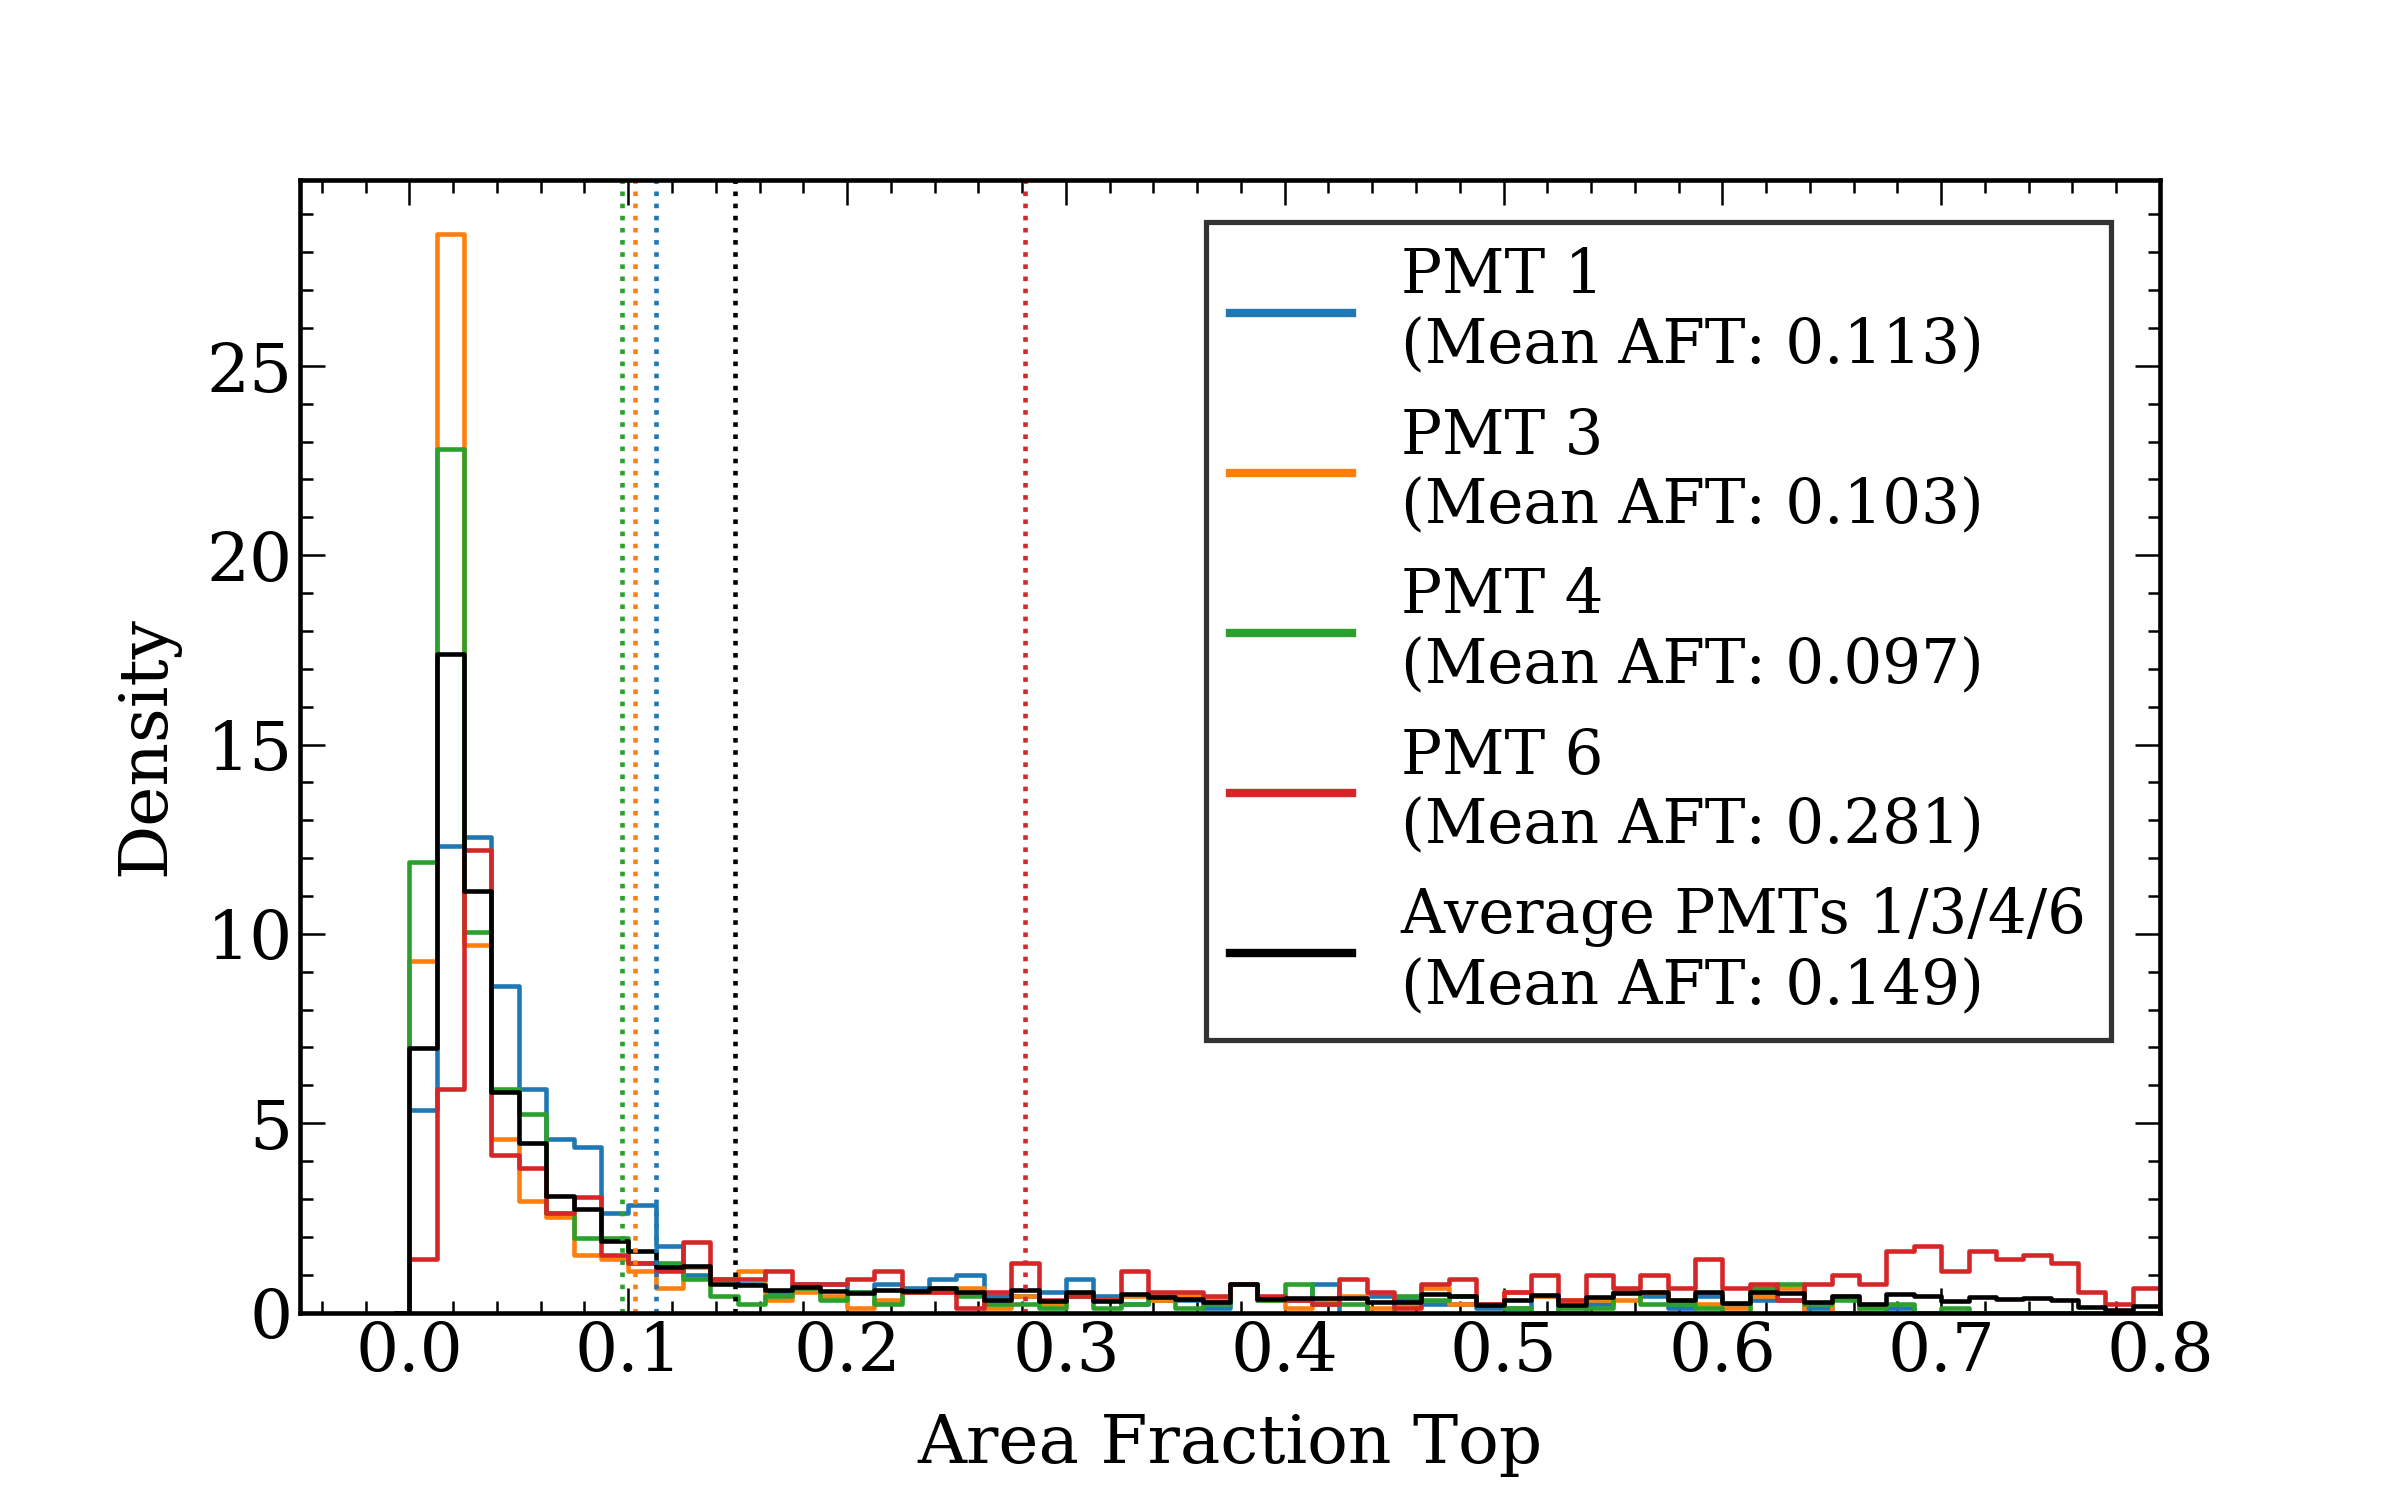 PMT 1
(Mean AFT: 0.113)
PMT 3
(Mean AFT: 0.103)
PMT 4
(Mean AFT: 0.097)
PMT 6
(Mean AFT: 0.281)
Average PMTs 1/3/4/6
(Mean AFT: 0.149)
Density
25
20
15
10
5
0
0.0 0.1 0.2 0.3 0.4 0.5 0.6 0.7 0.8
Area Fraction Top